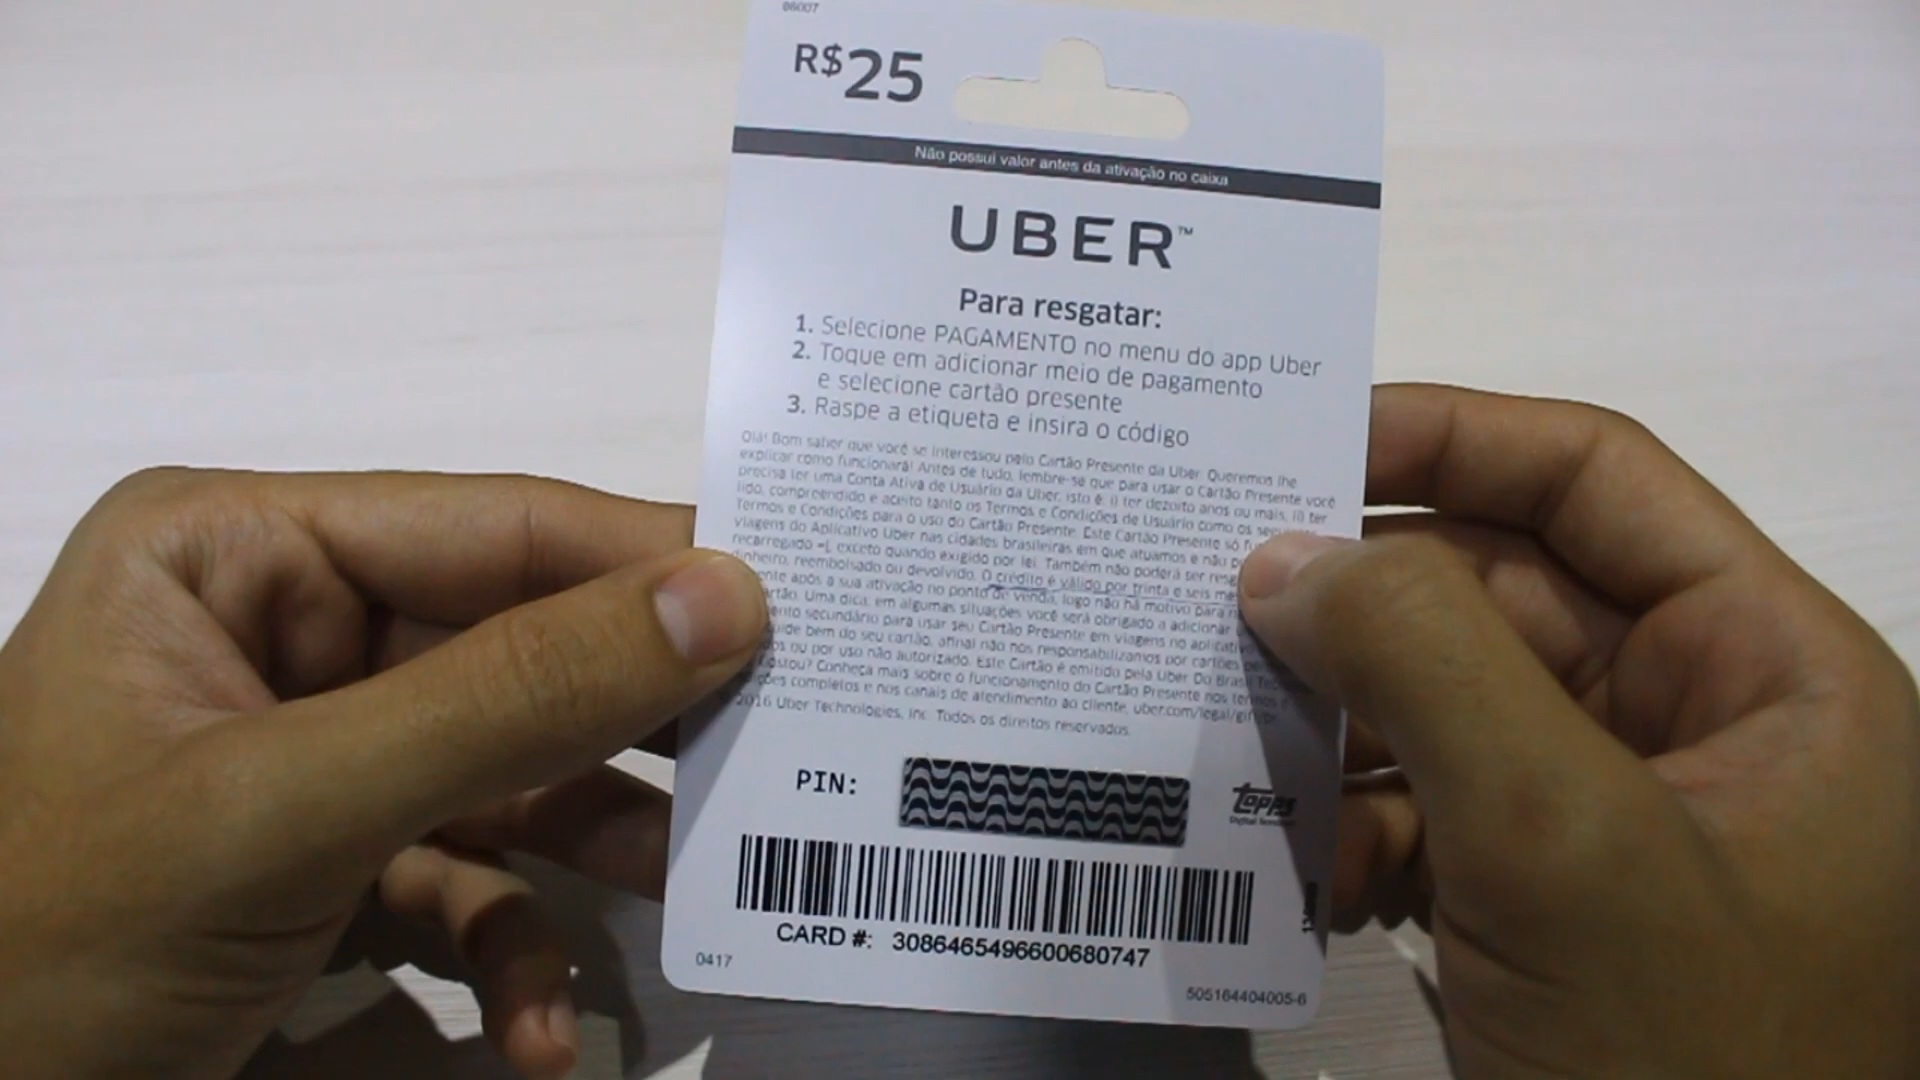 86007
R$25
Não possui valor antes da ativação no caixa
UBER™
Para resgatar:
1. Selecione PAGAMENTO no menu do app Uber
2. Toque em adicionar meio de pagamento
e selecione cartão presente
3. Raspe a etiqueta e insira o código
Olá! Bom saber que você se interessou pelo Cartão Presente da Uber. Queremos lhe
explicar como funcionará! Antes de tudo, lembre-se que para usar o Cartão Presente você
precisa ter uma Conta Ativa de Usuário da Uber, isto é, i) ter dezoito anos ou mais, ii) ter
lido, compreendido e aceito tanto os Termos e Condições de Usuário como os
Termos e Condições para o uso do Cartão Presente. Este Cartão Presente só
viagens do Aplicativo Uber nas cidades brasileiras em que atuamos e não
recarregado =[, exceto quando exigido por lei. Também não poderá ser
dinheiro, reembolsado ou devolvido. O crédito é válido por trinta e seis
após a sua ativação no ponto de venda, logo não há motivo para
Uma dica, em algumas situações você será obrigado a adicionar
secundário para usar seu Cartão Presente em viagens no aplicativo
bem do seu cartão, afinal não nos responsabilizamos por cartões
ou por uso não autorizado. Este Cartão é emitido pela Uber Do Brasil
Conheça mais sobre o funcionamento do Cartão Presente nos termos
completos e nos canais de atendimento ao cliente, uber.com/legal/gift/br
2016 Uber Technologies, Inc. Todos os direitos reservados.
PIN:
Topps
Digital Services
CARD #: 3086465496600680747
0417
505164404005-6